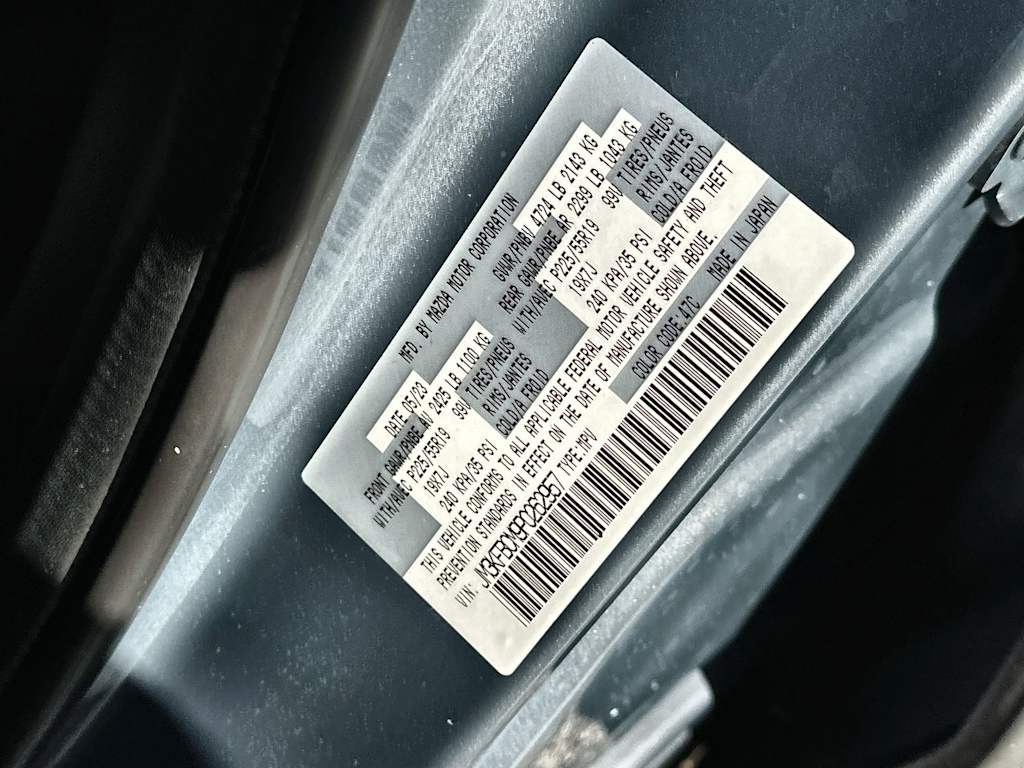 MFD. BY MAZDA MOTOR CORPORATION
DATE 05/23 GVWR/PNBV 4724 LB 2143 KG
FRONT GAWR/PNBE AV 2425 LB 1100 KG REAR GAWR/PNBE AR 2299 LB 1043 KG
WITH/AVEC P225/55R19 99V TIRES/PNEUS WITH/AVEC P225/55R19 99V TIRES/PNEUS
19X7J RIMS/JANTES 19X7J RIMS/JANTES
240 KPA/35 PSI COLD/A FROID 240 KPA/35 PSI COLD/A FROID
THIS VEHICLE CONFORMS TO ALL APPLICABLE FEDERAL MOTOR VEHICLE SAFETY AND THEFT
PREVENTION STANDARDS IN EFFECT ON THE DATE OF MANUFACTURE SHOWN ABOVE.
VIN: TYPE:MPV COLOR CODE:47C MADE IN JAPAN